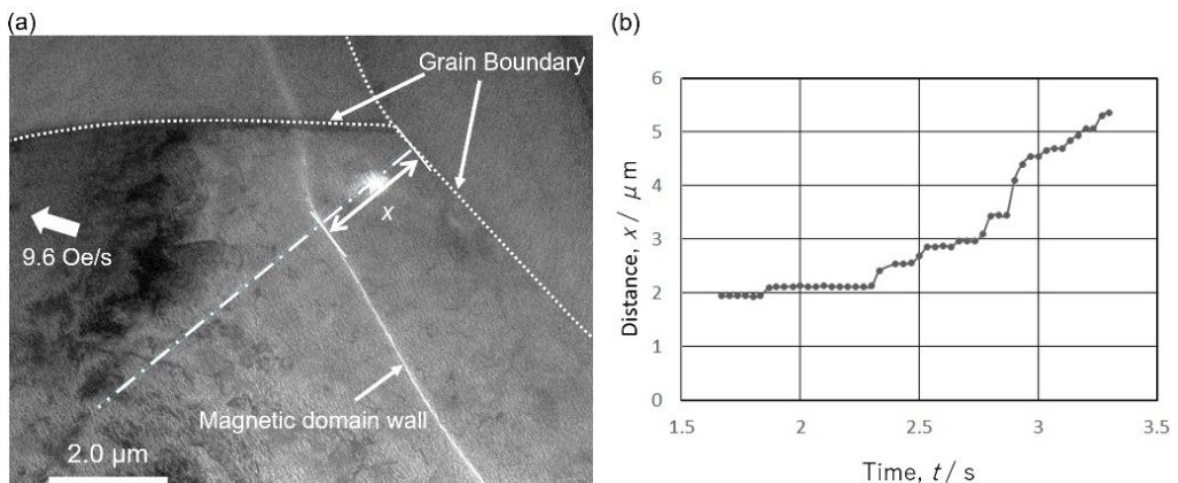 (a)
Grain Boundary
x
9.6 Oe/s
Magnetic domain wall
2.0 μm
(b)
Distance, x / μm
6
5
4
3
2
1
0
1.5 2 2.5 3 3.5
Time, t / s